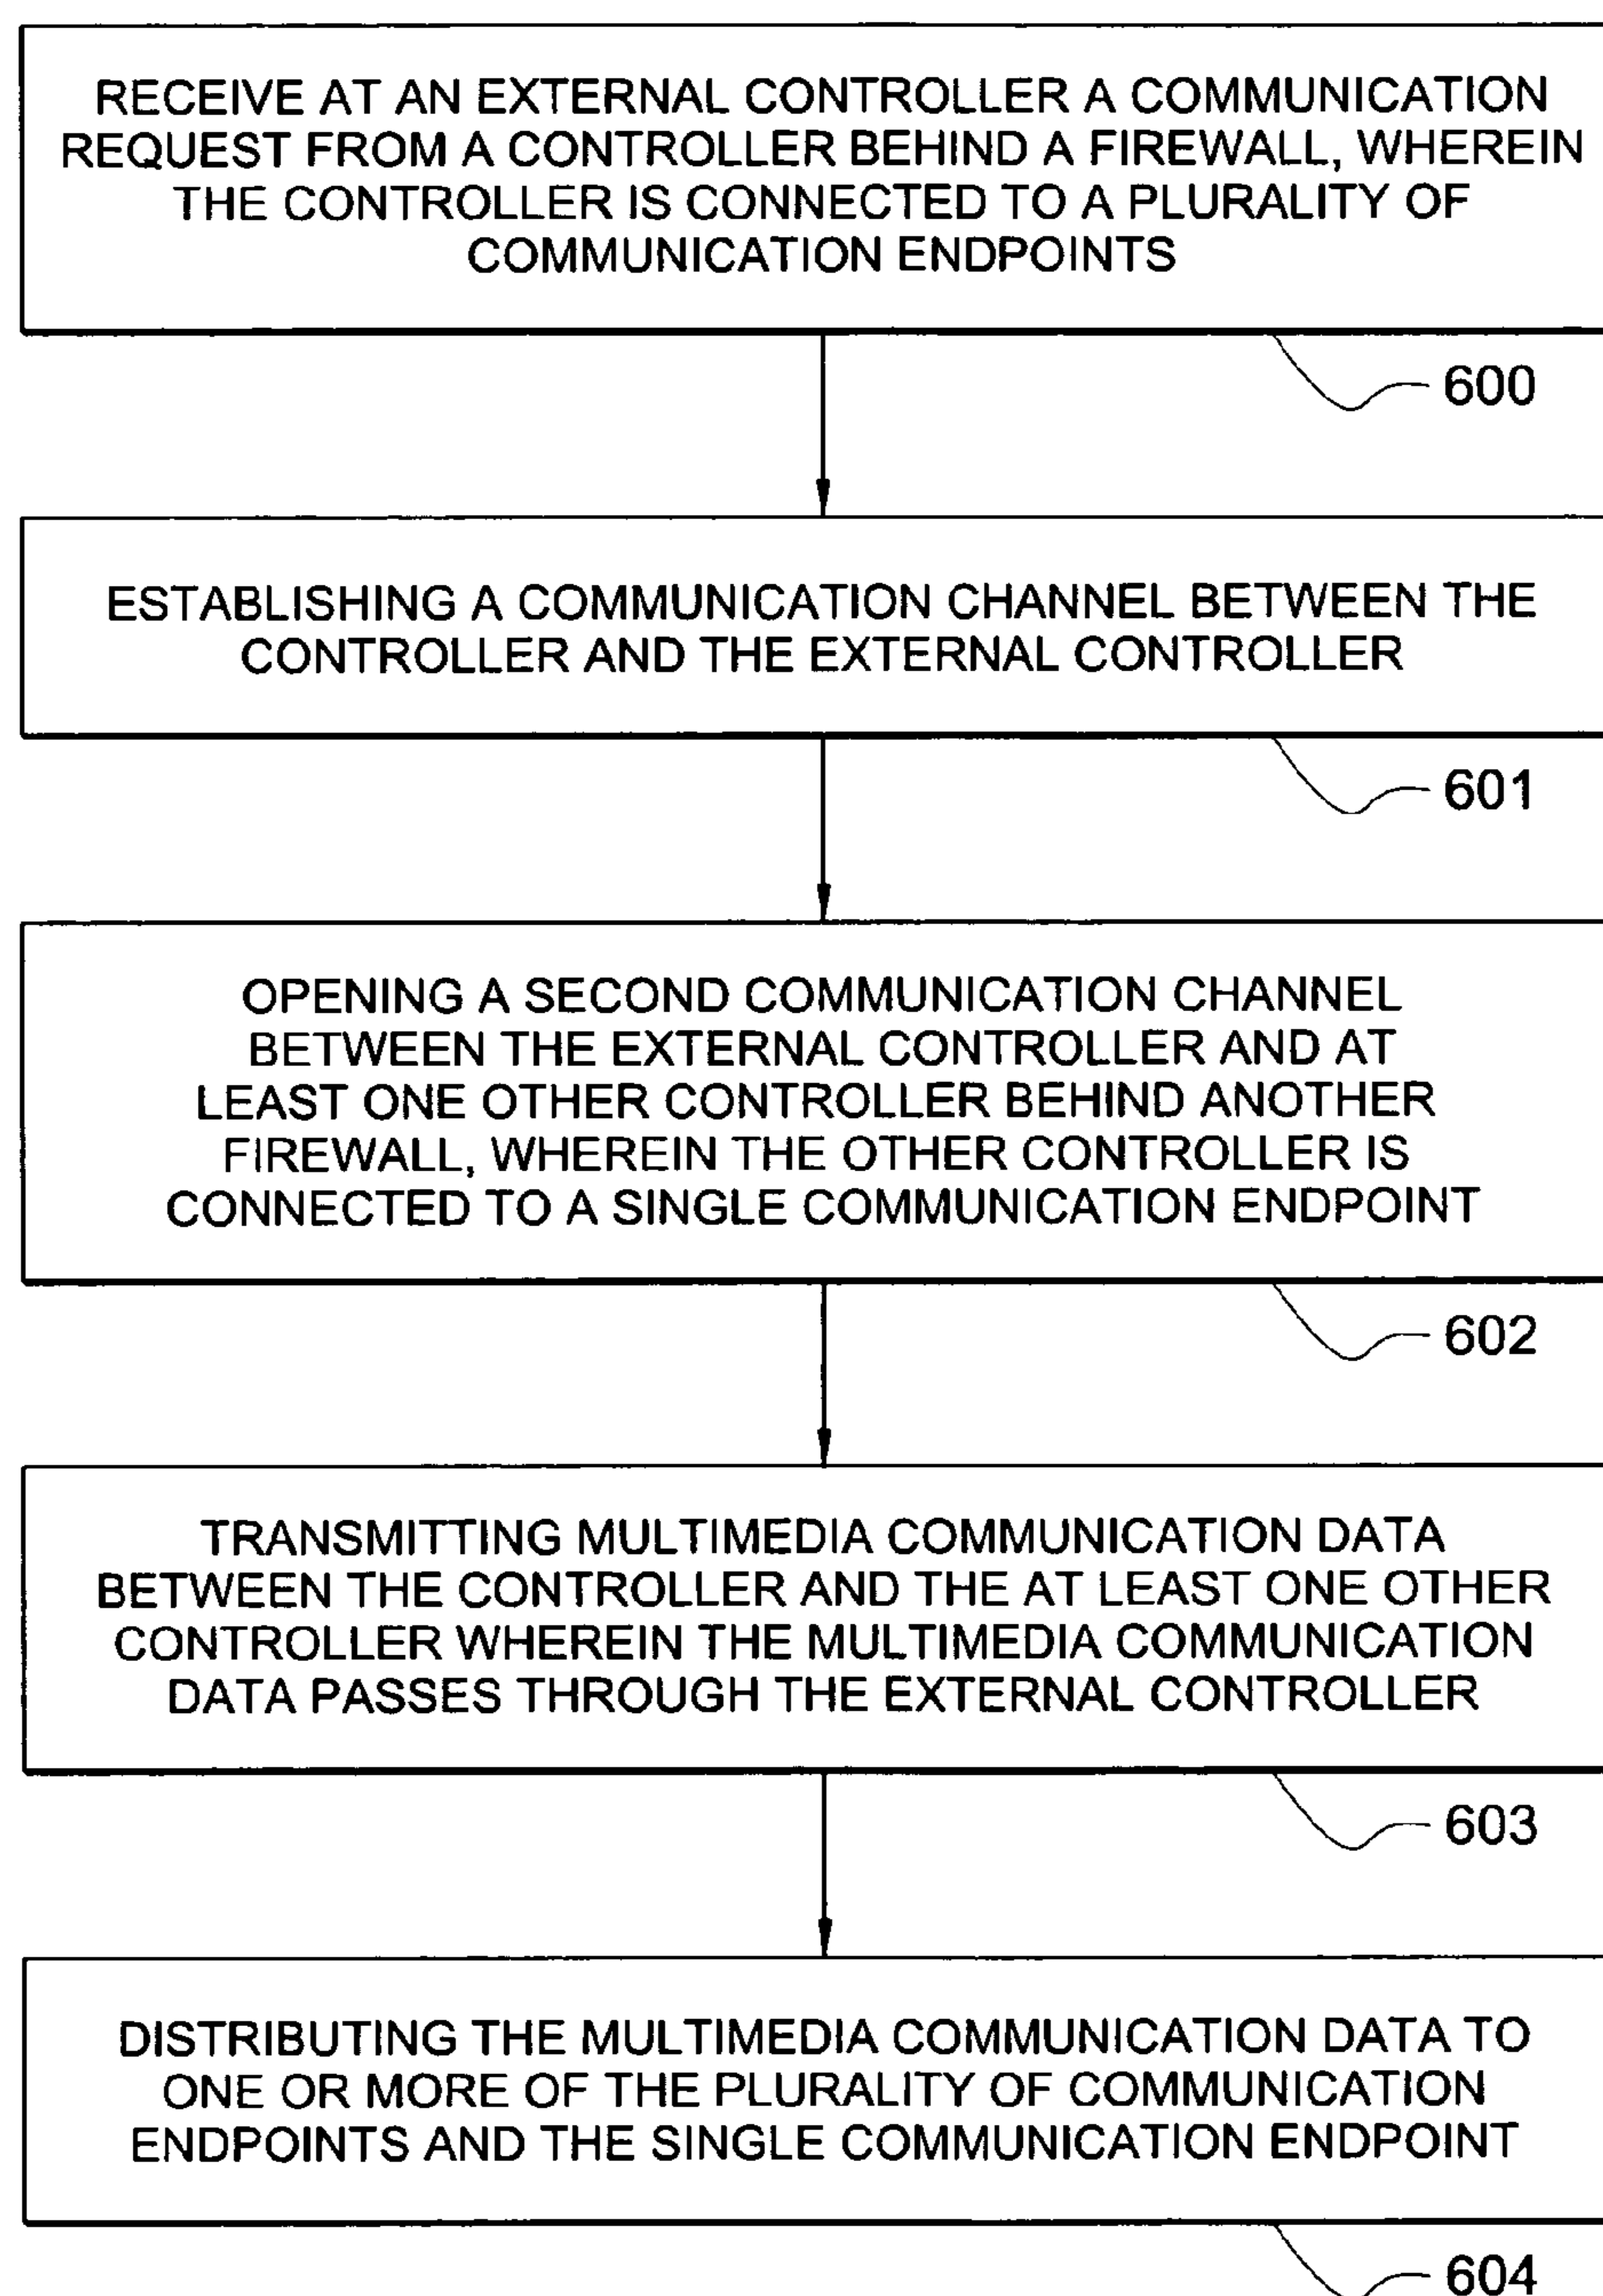 RECEIVE AT AN EXTERNAL CONTROLLER A COMMUNICATION
REQUEST FROM A CONTROLLER BEHIND A FIREWALL, WHEREIN
THE CONTROLLER IS CONNECTED TO A PLURALITY OF
COMMUNICATION ENDPOINTS
600
ESTABLISHING A COMMUNICATION CHANNEL BETWEEN THE
CONTROLLER AND THE EXTERNAL CONTROLLER
601
OPENING A SECOND COMMUNICATION CHANNEL
BETWEEN THE EXTERNAL CONTROLLER AND AT
LEAST ONE OTHER CONTROLLER BEHIND ANOTHER
FIREWALL, WHEREIN THE OTHER CONTROLLER IS
CONNECTED TO A SINGLE COMMUNICATION ENDPOINT
602
TRANSMITTING MULTIMEDIA COMMUNICATION DATA
BETWEEN THE CONTROLLER AND THE AT LEAST ONE OTHER
CONTROLLER WHEREIN THE MULTIMEDIA COMMUNICATION
DATA PASSES THROUGH THE EXTERNAL CONTROLLER
603
DISTRIBUTING THE MULTIMEDIA COMMUNICATION DATA TO
ONE OR MORE OF THE PLURALITY OF COMMUNICATION
ENDPOINTS AND THE SINGLE COMMUNICATION ENDPOINT
604